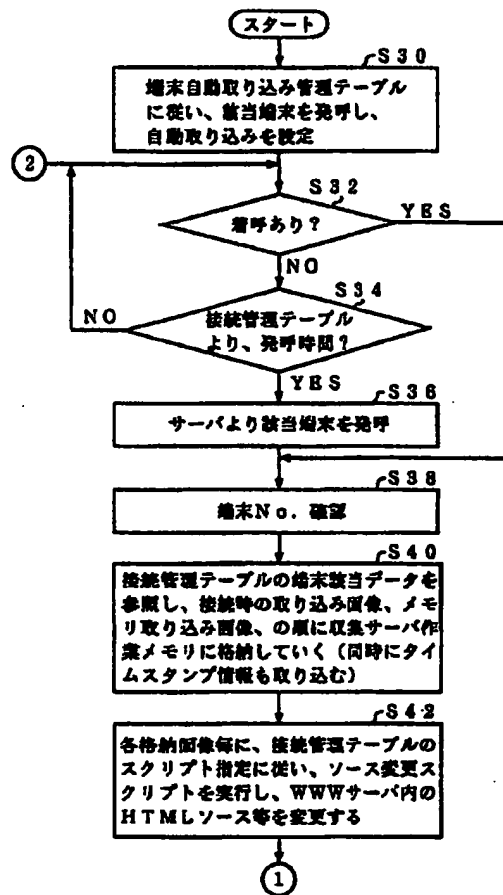 スタート
S30
端末自動取り込み管理テーブル
に従い、該当端末を発呼し、
自動取り込みを設定
2
S32
着呼あり?
YES
NO
S34
NO
接続管理テーブル
より、発呼時間?
YES
S36
サーバより該当端末を発呼
S38
端末No.確認
S40
接続管理テーブルの端末該当データを
参照し、接続時の取り込み画像、メモ
リ取り込み画像、の順に収集サーバ作
業メモリに格納していく(同時にタイ
ムスタンプ情報も取り込む)
S42
各格納画像毎に、接続管理テーブルの
スクリプト指定に従い、ソース変更ス
クリプトを実行し、WWWサーバ内の
HTMLソース等を変更する
1